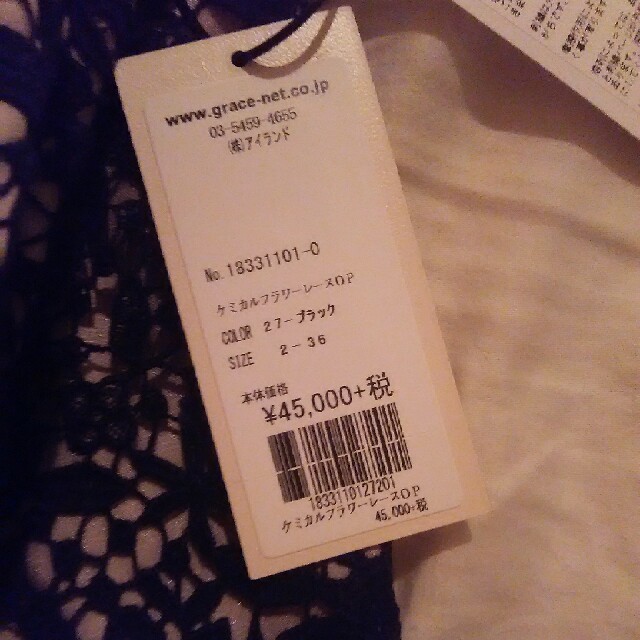 www.grace-net.co.jp
03-5459-4655
(株)アイランド
No.18331101-0
ケミカルフラワーレースOP
COLOR 27-ブラック
SIZE 2-36
本体価格
¥45,000+税
1833110127201
ケミカルフラワーレースOP
45,000+税